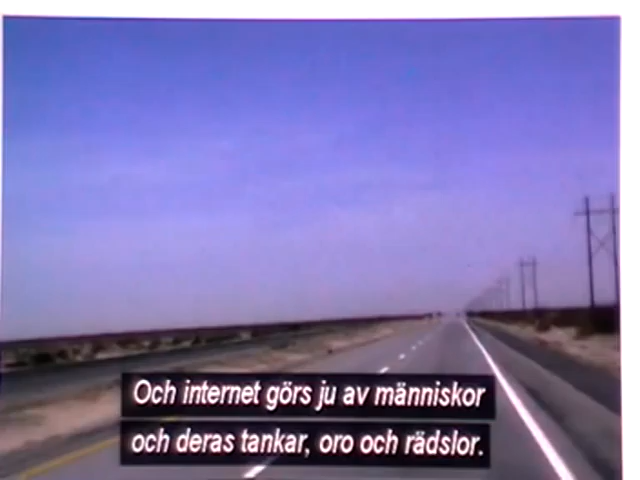 Och internet görs ju av människor
och deras tankar, oro och rädslor.